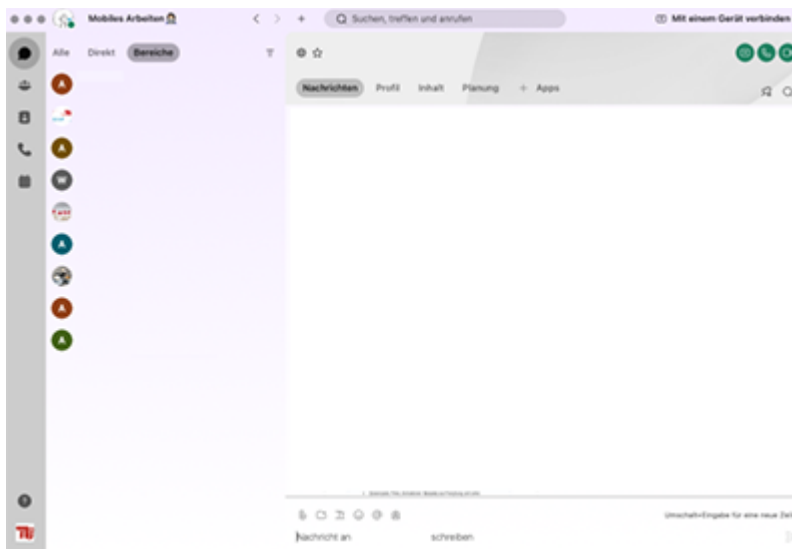 Mobiles Arbeiten
Suchen, treffen und anrufen
Mit einem Gerät verbinden
Alle
Direkt
Bereiche
Nachrichten
Profil
Inhalt
Planung
+ Apps
A
A
W
A
A
A
Umschalt+Eingabe für eine neue Zeil
Nachricht an schreiben